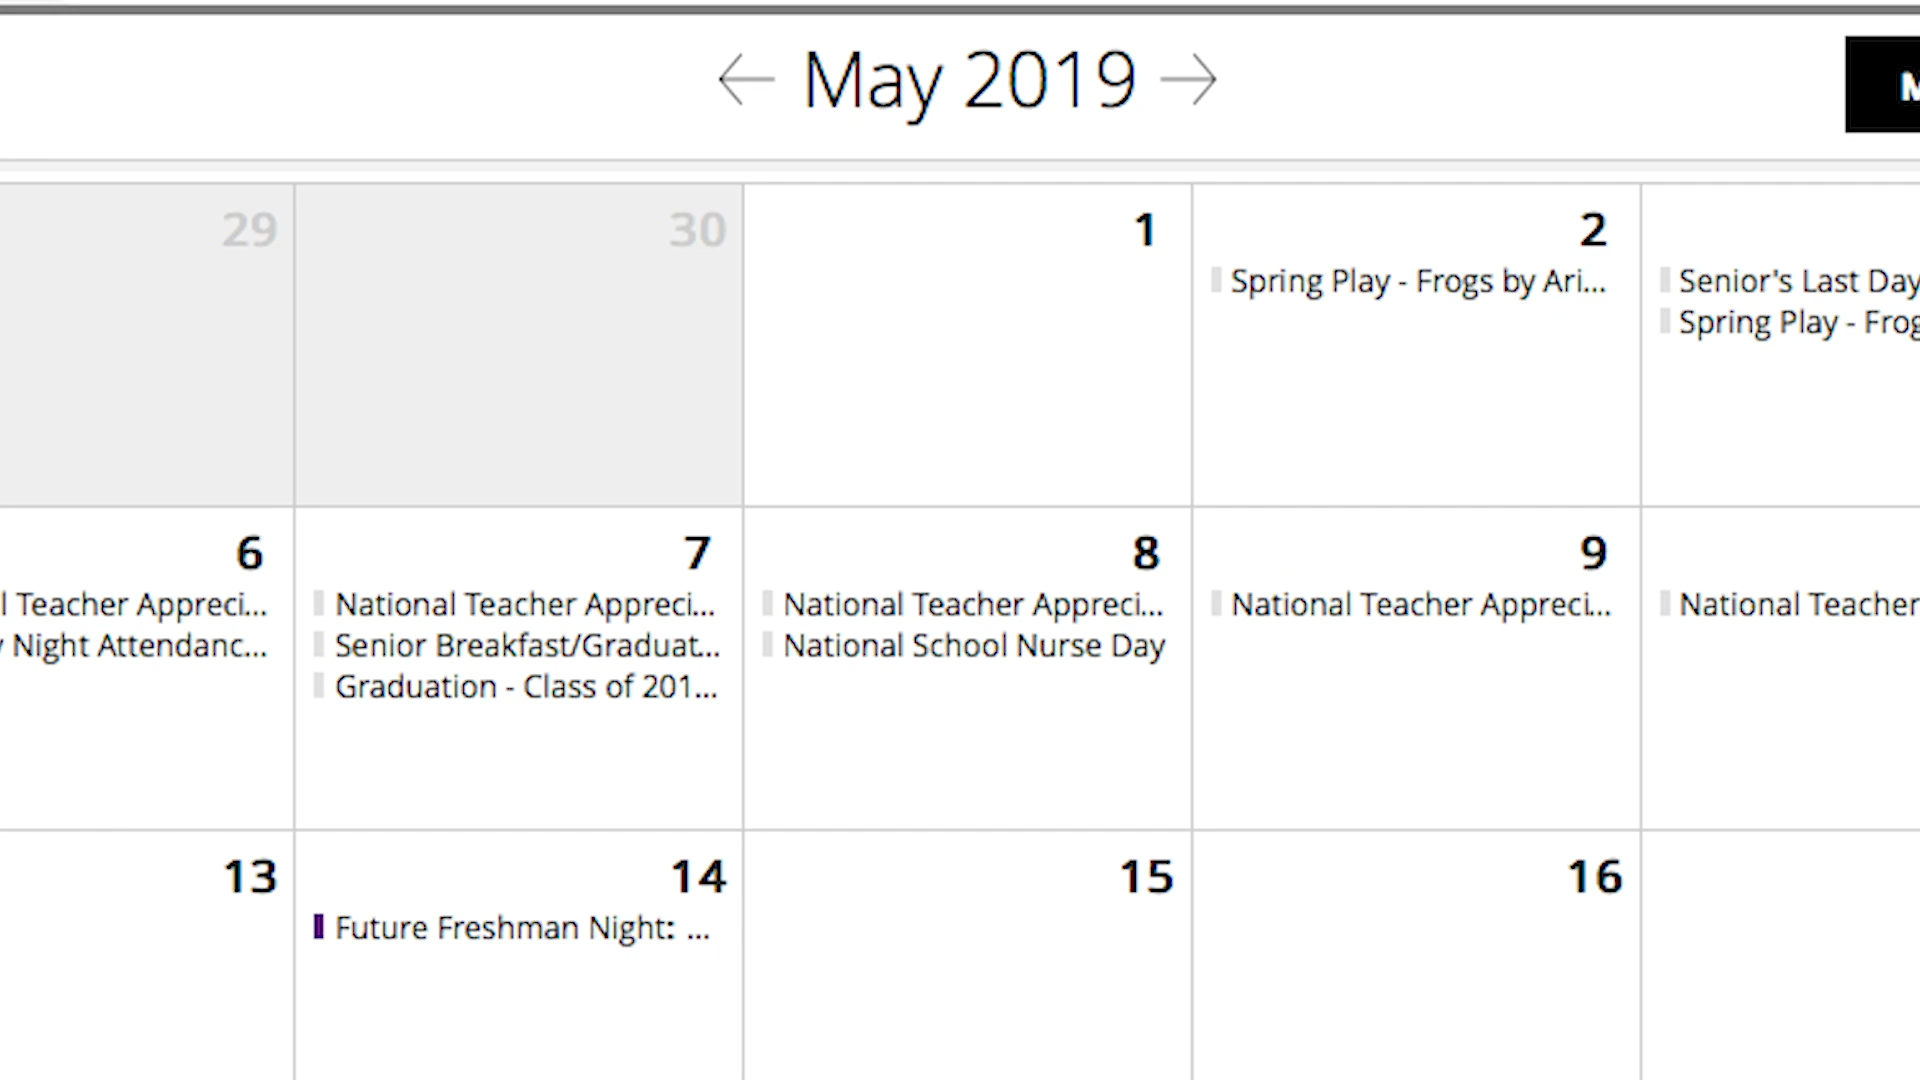 May 2019
29
30
1
2
Spring Play - Frogs by Ari...
Senior's Last Day
Spring Play - Frog
6
l Teacher Appreci...
Night Attendanc...
7
National Teacher Appreci...
Senior Breakfast/Graduat...
Graduation - Class of 201...
8
National Teacher Appreci...
National School Nurse Day
9
National Teacher Appreci...
National Teacher
13
14
Future Freshman Night: ...
15
16